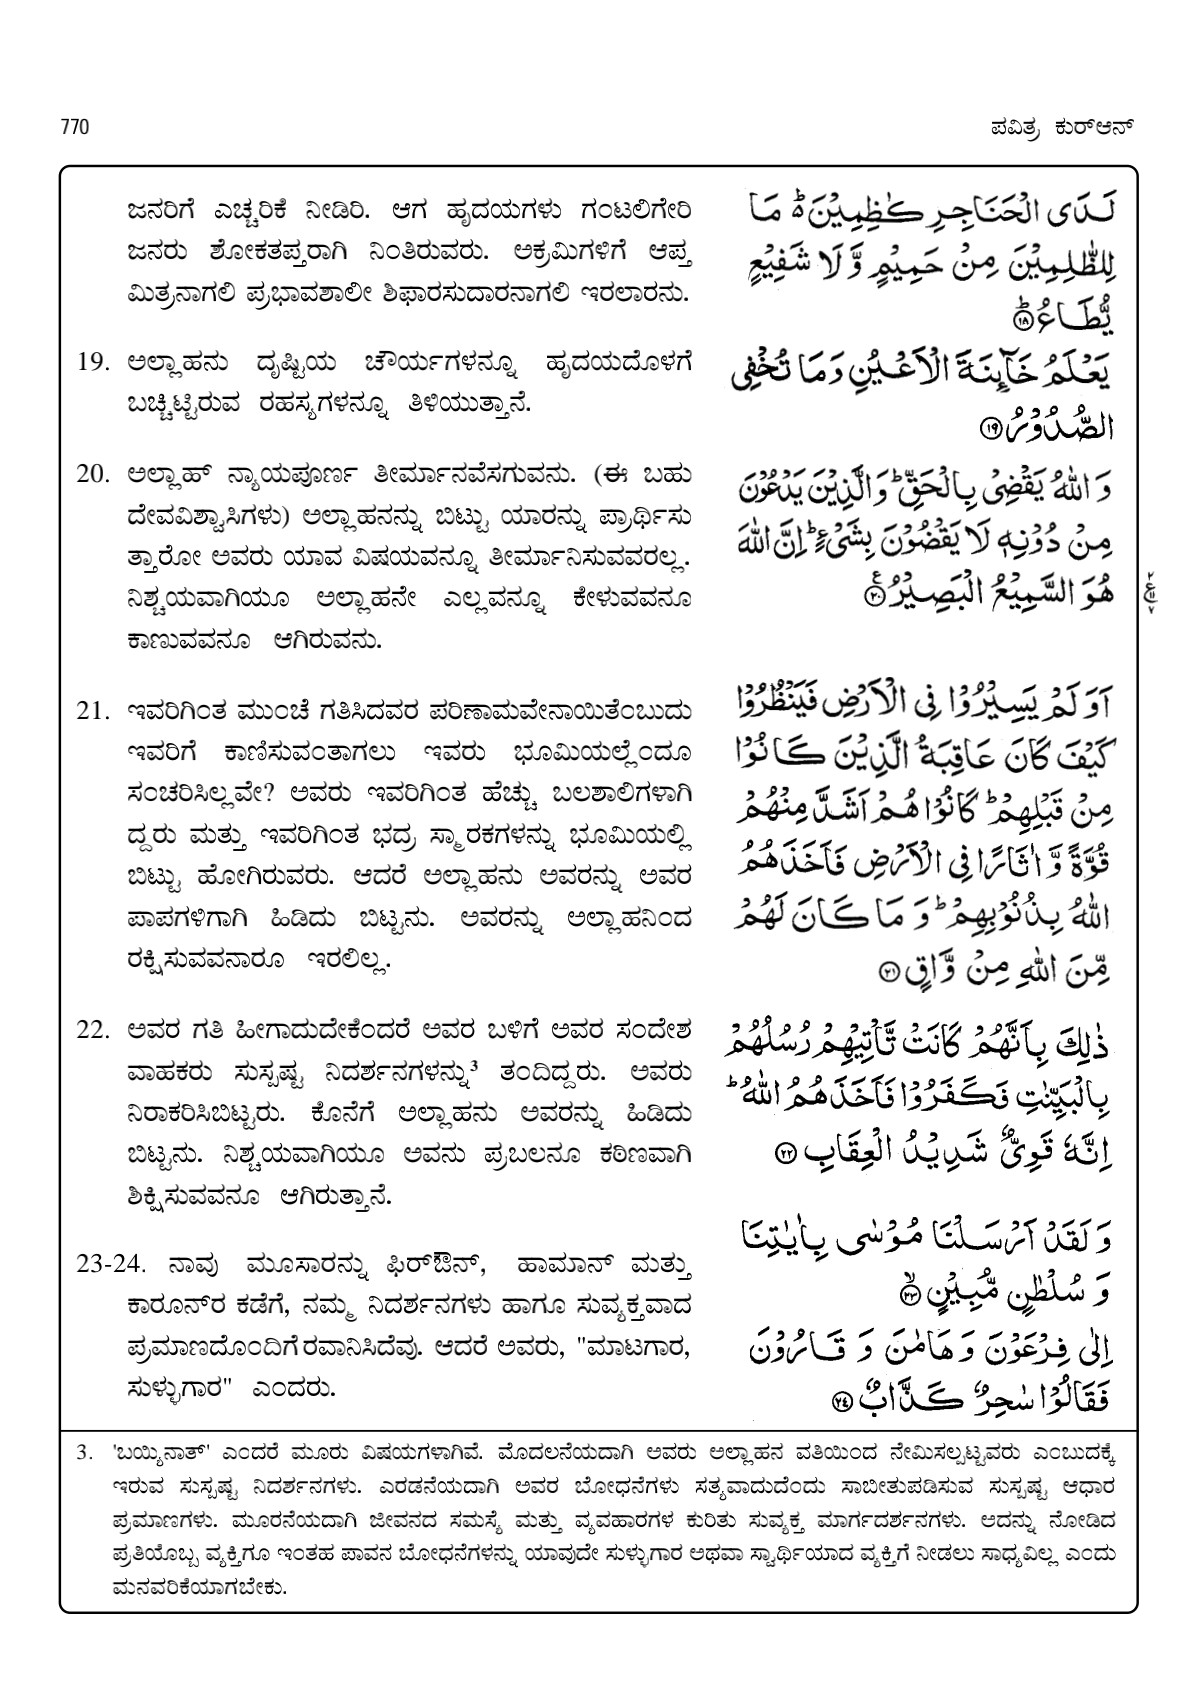 770
ಪವಿತ್ರ ಕುರ್‌ಆನ್
ಜನರಿಗೆ ಎಚ್ಚರಿಕೆ ನೀಡಿರಿ. ಆಗ ಹೃದಯಗಳು ಗಂಟಲಿಗೇರಿ
ಜನರು ಶೋಕತಪ್ತರಾಗಿ ನಿಂತಿರುವರು. ಅಕ್ರಮಿಗಳಿಗೆ ಆಪ್ತ
ಮಿತ್ರನಾಗಲಿ ಪ್ರಭಾವಶಾಲೀ ಶಿಫಾರಸುದಾರನಾಗಲಿ ಇರಲಾರನು.
19. ಅಲ್ಲಾಹನು ದೃಷ್ಟಿಯ ಚೌರ್ಯಗಳನ್ನೂ ಹೃದಯದೊಳಗೆ
ಬಚ್ಚಿಟ್ಟಿರುವ ರಹಸ್ಯಗಳನ್ನೂ ತಿಳಿಯುತ್ತಾನೆ.
20. ಅಲ್ಲಾಹ್ ನ್ಯಾಯಪೂರ್ಣ ತೀರ್ಮಾನವೆಸಗುವನು. (ಈ ಬಹು
ದೇವವಿಶ್ವಾಸಿಗಳು) ಅಲ್ಲಾಹನನ್ನು ಬಿಟ್ಟು ಯಾರನ್ನು ಪ್ರಾರ್ಥಿಸು
ತ್ತಾರೋ ಅವರು ಯಾವ ವಿಷಯವನ್ನೂ ತೀರ್ಮಾನಿಸುವವರಲ್ಲ.
ನಿಶ್ಚಯವಾಗಿಯೂ ಅಲ್ಲಾಹನೇ ಎಲ್ಲವನ್ನೂ ಕೇಳುವವನೂ
ಕಾಣುವವನೂ ಆಗಿರುವನು.
21. ಇವರಿಗಿಂತ ಮುಂಚೆ ಗತಿಸಿದವರ ಪರಿಣಾಮವೇನಾಯಿತೆಂಬುದು
ಇವರಿಗೆ ಕಾಣಿಸುವಂತಾಗಲು ಇವರು ಭೂಮಿಯಲ್ಲೆಂದೂ
ಸಂಚರಿಸಿಲ್ಲವೇ? ಅವರು ಇವರಿಗಿಂತ ಹೆಚ್ಚು ಬಲಶಾಲಿಗಳಾಗಿ
ದ್ದರು ಮತ್ತು ಇವರಿಗಿಂತ ಭದ್ರ ಸ್ಮಾರಕಗಳನ್ನು ಭೂಮಿಯಲ್ಲಿ
ಬಿಟ್ಟು ಹೋಗಿರುವರು. ಆದರೆ ಅಲ್ಲಾಹನು ಅವರನ್ನು ಅವರ
ಪಾಪಗಳಿಗಾಗಿ ಹಿಡಿದು ಬಿಟ್ಟನು. ಅವರನ್ನು ಅಲ್ಲಾಹನಿಂದ
ರಕ್ಷಿಸುವವನಾರೂ ಇರಲಿಲ್ಲ.
22. ಅವರ ಗತಿ ಹೀಗಾದುದೇಕೆಂದರೆ ಅವರ ಬಳಿಗೆ ಅವರ ಸಂದೇಶ
ವಾಹಕರು ಸುಸ್ಪಷ್ಟ ನಿದರ್ಶನಗಳನ್ನು³ ತಂದಿದ್ದರು. ಅವರು
ನಿರಾಕರಿಸಿಬಿಟ್ಟರು. ಕೊನೆಗೆ ಅಲ್ಲಾಹನು ಅವರನ್ನು ಹಿಡಿದು
ಬಿಟ್ಟನು. ನಿಶ್ಚಯವಾಗಿಯೂ ಅವನು ಪ್ರಬಲನೂ ಕಠಿಣವಾಗಿ
ಶಿಕ್ಷಿಸುವವನೂ ಆಗಿರುತ್ತಾನೆ.
23-24. ನಾವು ಮೂಸಾರನ್ನು ಫಿರ್‌ಔನ್, ಹಾಮಾನ್ ಮತ್ತು
ಕಾರೂನ್‌ರ ಕಡೆಗೆ, ನಮ್ಮ ನಿದರ್ಶನಗಳು ಹಾಗೂ ಸುವ್ಯಕ್ತವಾದ
ಪ್ರಮಾಣದೊಂದಿಗೆ ರವಾನಿಸಿದೆವು. ಆದರೆ ಅವರು, "ಮಾಟಗಾರ,
ಸುಳ್ಳುಗಾರ" ಎಂದರು.
لَدَى الْحَنَاجِرِ كٰظِمِيْنَ ۬ؕ مَا
لِلظّٰلِمِيْنَ مِنْ حَمِيْمٍ وَّلَا شَفِيْعٍ
يُّطَاعُ ؕ۱۸
يَعْلَمُ خَآئِنَةَ الْاَعْيُنِ وَمَا تُخْفِى
الصُّدُوْرُ ۱۹
وَاللّٰهُ يَقْضِىْ بِالْحَقِّ ؕ وَالَّذِيْنَ يَدْعُوْنَ
مِنْ دُوْنِهٖ لَا يَقْضُوْنَ بِشَىْءٍ ؕ اِنَّ اللّٰهَ
هُوَ السَّمِيْعُ الْبَصِيْرُ ۲۰
اَوَلَمْ يَسِيْرُوْا فِى الْاَرْضِ فَيَنْظُرُوْا
كَيْفَ كَانَ عَاقِبَةُ الَّذِيْنَ كَانُوْا
مِنْ قَبْلِهِمْ ؕ كَانُوْا هُمْ اَشَدَّ مِنْهُمْ
قُوَّةً وَّاٰثَارًا فِى الْاَرْضِ فَاَخَذَهُمُ
اللّٰهُ بِذُنُوْبِهِمْ ؕ وَمَا كَانَ لَهُمْ
مِّنَ اللّٰهِ مِنْ وَّاقٍ ۲۱
ذٰلِكَ بِاَنَّهُمْ كَانَتْ تَّاْتِيْهِمْ رُسُلُهُمْ
بِالْبَيِّنٰتِ فَكَفَرُوْا فَاَخَذَهُمُ اللّٰهُ ؕ
اِنَّهٗ قَوِىٌّ شَدِيْدُ الْعِقَابِ ۲۲
وَلَقَدْ اَرْسَلْنَا مُوْسٰى بِاٰيٰتِنَا
وَسُلْطٰنٍ مُّبِيْنٍ ۙ۲۳
اِلٰى فِرْعَوْنَ وَهَامٰنَ وَقَارُوْنَ
فَقَالُوْا سٰحِرٌ كَذَّابٌ ۲۴
3. 'ಬಯ್ಯಿನಾತ್' ಎಂದರೆ ಮೂರು ವಿಷಯಗಳಾಗಿವೆ. ಮೊದಲನೆಯದಾಗಿ ಅವರು ಅಲ್ಲಾಹನ ವತಿಯಿಂದ ನೇಮಿಸಲ್ಪಟ್ಟವರು ಎಂಬುದಕ್ಕೆ
ಇರುವ ಸುಸ್ಪಷ್ಟ ನಿದರ್ಶನಗಳು. ಎರಡನೆಯದಾಗಿ ಅವರ ಬೋಧನೆಗಳು ಸತ್ಯವಾದುದೆಂದು ಸಾಬೀತುಪಡಿಸುವ ಸುಸ್ಪಷ್ಟ ಆಧಾರ
ಪ್ರಮಾಣಗಳು. ಮೂರನೆಯದಾಗಿ ಜೀವನದ ಸಮಸ್ಯೆ ಮತ್ತು ವ್ಯವಹಾರಗಳ ಕುರಿತು ಸುವ್ಯಕ್ತ ಮಾರ್ಗದರ್ಶನಗಳು. ಅದನ್ನು ನೋಡಿದ
ಪ್ರತಿಯೊಬ್ಬ ವ್ಯಕ್ತಿಗೂ ಇಂತಹ ಪಾವನ ಬೋಧನೆಗಳನ್ನು ಯಾವುದೇ ಸುಳ್ಳುಗಾರ ಅಥವಾ ಸ್ವಾರ್ಥಿಯಾದ ವ್ಯಕ್ತಿಗೆ ನೀಡಲು ಸಾಧ್ಯವಿಲ್ಲ ಎಂದು
ಮನವರಿಕೆಯಾಗಬೇಕು.